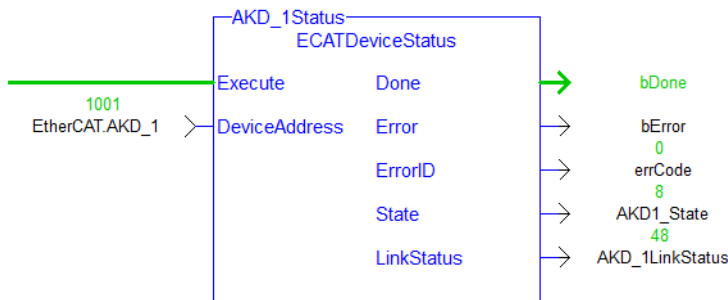 AKD_1Status
ECATDeviceStatus
Execute Done bDone
1001
EtherCAT.AKD_1 DeviceAddress Error bError
0
ErrorID errCode
8
State AKD1_State
48
LinkStatus AKD_1LinkStatus